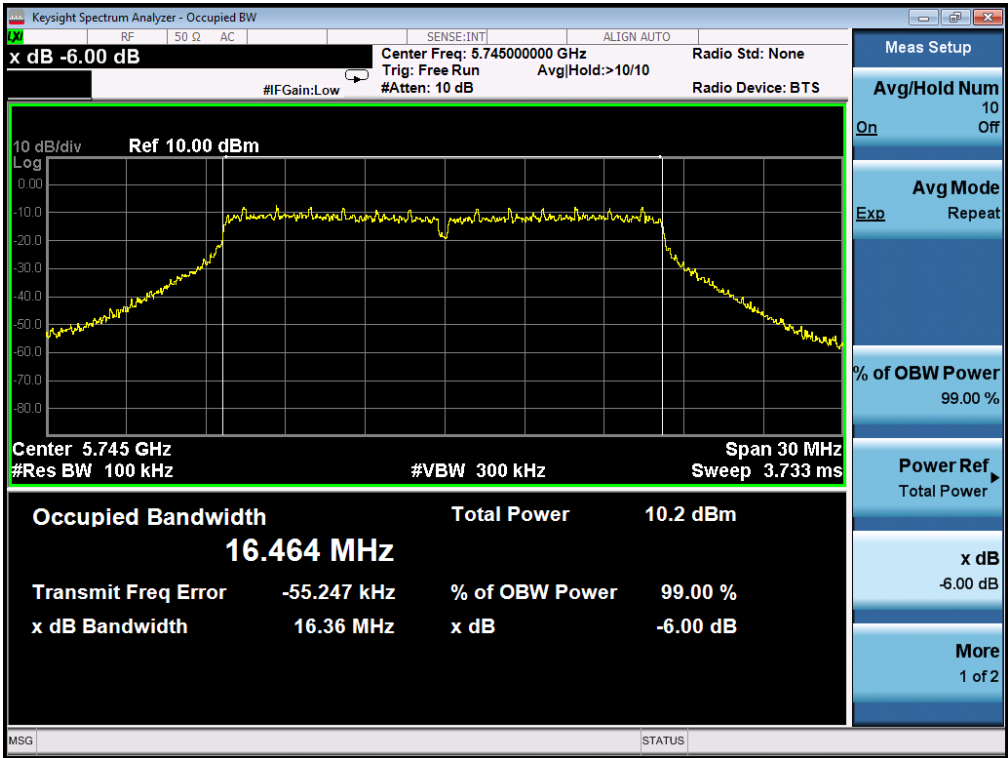 Keysight Spectrum Analyzer - Occupied BW
LXI RF 50 Ω AC SENSE:INT ALIGN AUTO
x dB -6.00 dB
Center Freq: 5.745000000 GHz Radio Std: None
Trig: Free Run Avg|Hold:>10/10
#IFGain:Low #Atten: 10 dB Radio Device: BTS
10 dB/div Ref 10.00 dBm
Log
0.00
-10.0
-20.0
-30.0
-40.0
-50.0
-60.0
-70.0
-80.0
Center 5.745 GHz Span 30 MHz
#Res BW 100 kHz #VBW 300 kHz Sweep 3.733 ms
Occupied Bandwidth Total Power 10.2 dBm
16.464 MHz
Transmit Freq Error -55.247 kHz % of OBW Power 99.00 %
x dB Bandwidth 16.36 MHz x dB -6.00 dB
Meas Setup
Avg/Hold Num
10
On Off
Avg Mode
Exp Repeat
% of OBW Power
99.00 %
Power Ref
Total Power
x dB
-6.00 dB
More
1 of 2
MSG STATUS